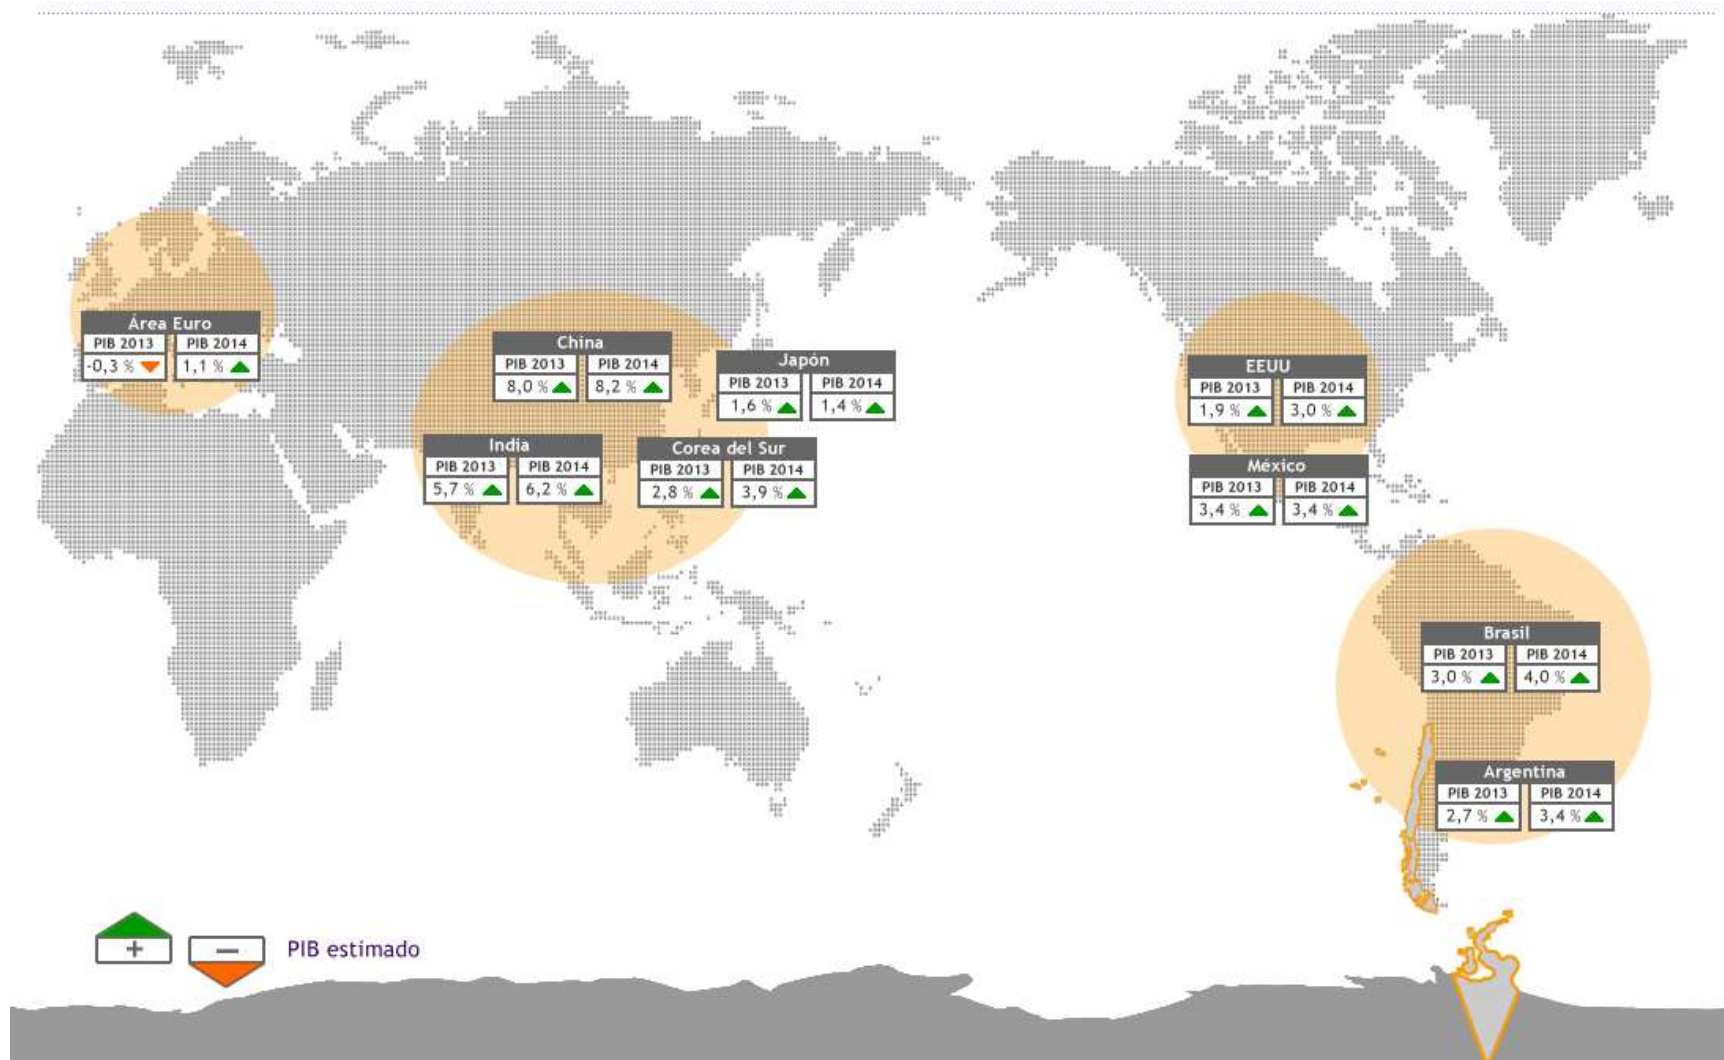 Área Euro
PIB 2013 PIB 2014
-0,3 % 1,1 %
China
PIB 2013 PIB 2014
8,0 % 8,2 %
Japón
PIB 2013 PIB 2014
1,6 % 1,4 %
India
PIB 2013 PIB 2014
5,7 % 6,2 %
Corea del Sur
PIB 2013 PIB 2014
2,8 % 3,9 %
EEUU
PIB 2013 PIB 2014
1,9 % 3,0 %
México
PIB 2013 PIB 2014
3,4 % 3,4 %
Brasil
PIB 2013 PIB 2014
3,0 % 4,0 %
Argentina
PIB 2013 PIB 2014
2,7 % 3,4 %
+ − PIB estimado